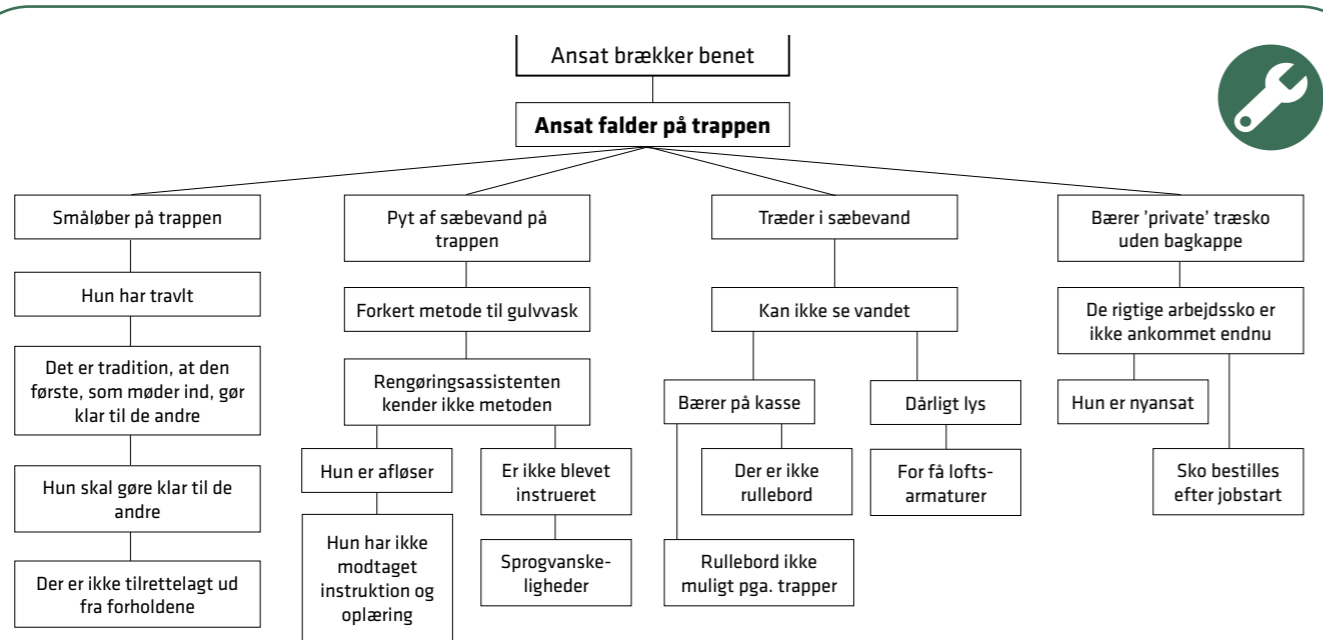 Ansat brækker benet
Ansat falder på trappen
Småløber på trappen
Hun har travlt
Det er tradition, at den
første, som møder ind, gør
klar til de andre
Hun skal gøre klar til de
andre
Der er ikke tilrettelagt ud
fra forholdene
Pyt af sæbevand på
trappen
Forkert metode til gulvvask
Rengøringsassistenten
kender ikke metoden
Hun er afløser
Hun har ikke
modtaget
instruktion og
oplæring
Er ikke blevet
instrueret
Sprogvanske-
ligheder
Træder i sæbevand
Kan ikke se vandet
Bærer på kasse
Der er ikke
rullebord
Rullebord ikke
muligt pga. trapper
Dårligt lys
For få lofts-
armaturer
Bærer ’private’ træsko
uden bagkappe
De rigtige arbejdssko er
ikke ankommet endnu
Hun er nyansat
Sko bestilles
efter jobstart